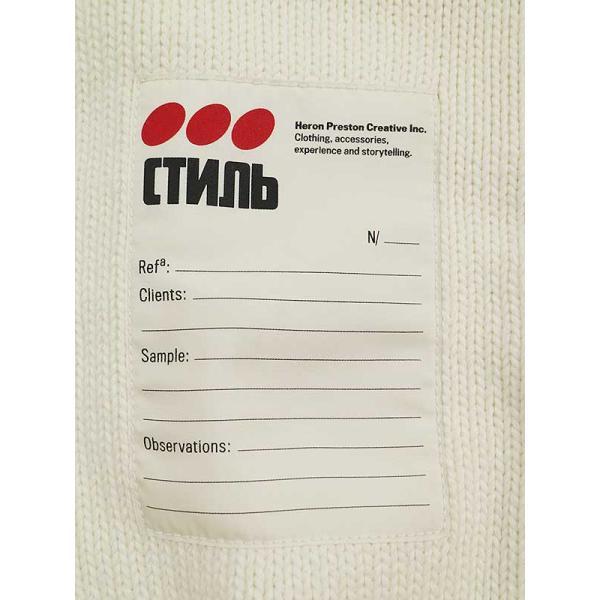 Heron Preston Creative Inc.
Clothing, accessories,
experience and storytelling.
СТИЛЬ
N/
Refª:
Clients:
Sample:
Observations: